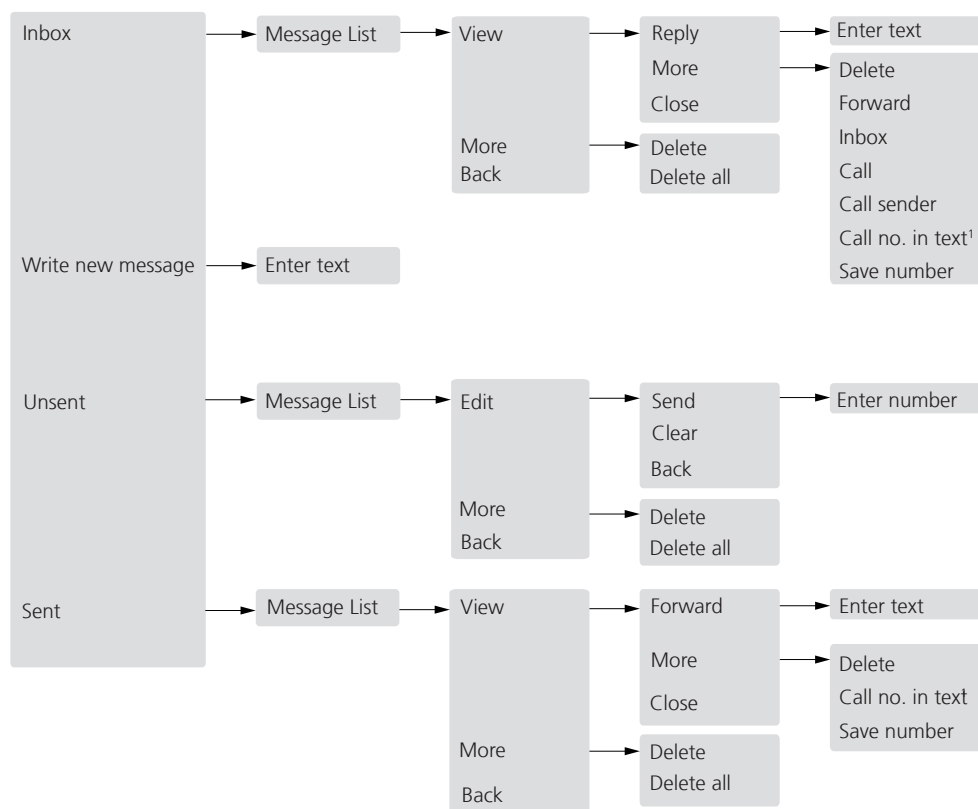 Inbox
Message List
View
Reply
Enter text
More
Delete
Close
Forward
Inbox
More
Delete
Call
Back
Delete all
Call sender
Call no. in text¹
Write new message
Enter text
Save number
Unsent
Message List
Edit
Send
Enter number
Clear
Back
More
Delete
Back
Delete all
Sent
Message List
View
Forward
Enter text
More
Delete
Close
Call no. in text
Save number
More
Delete
Back
Delete all